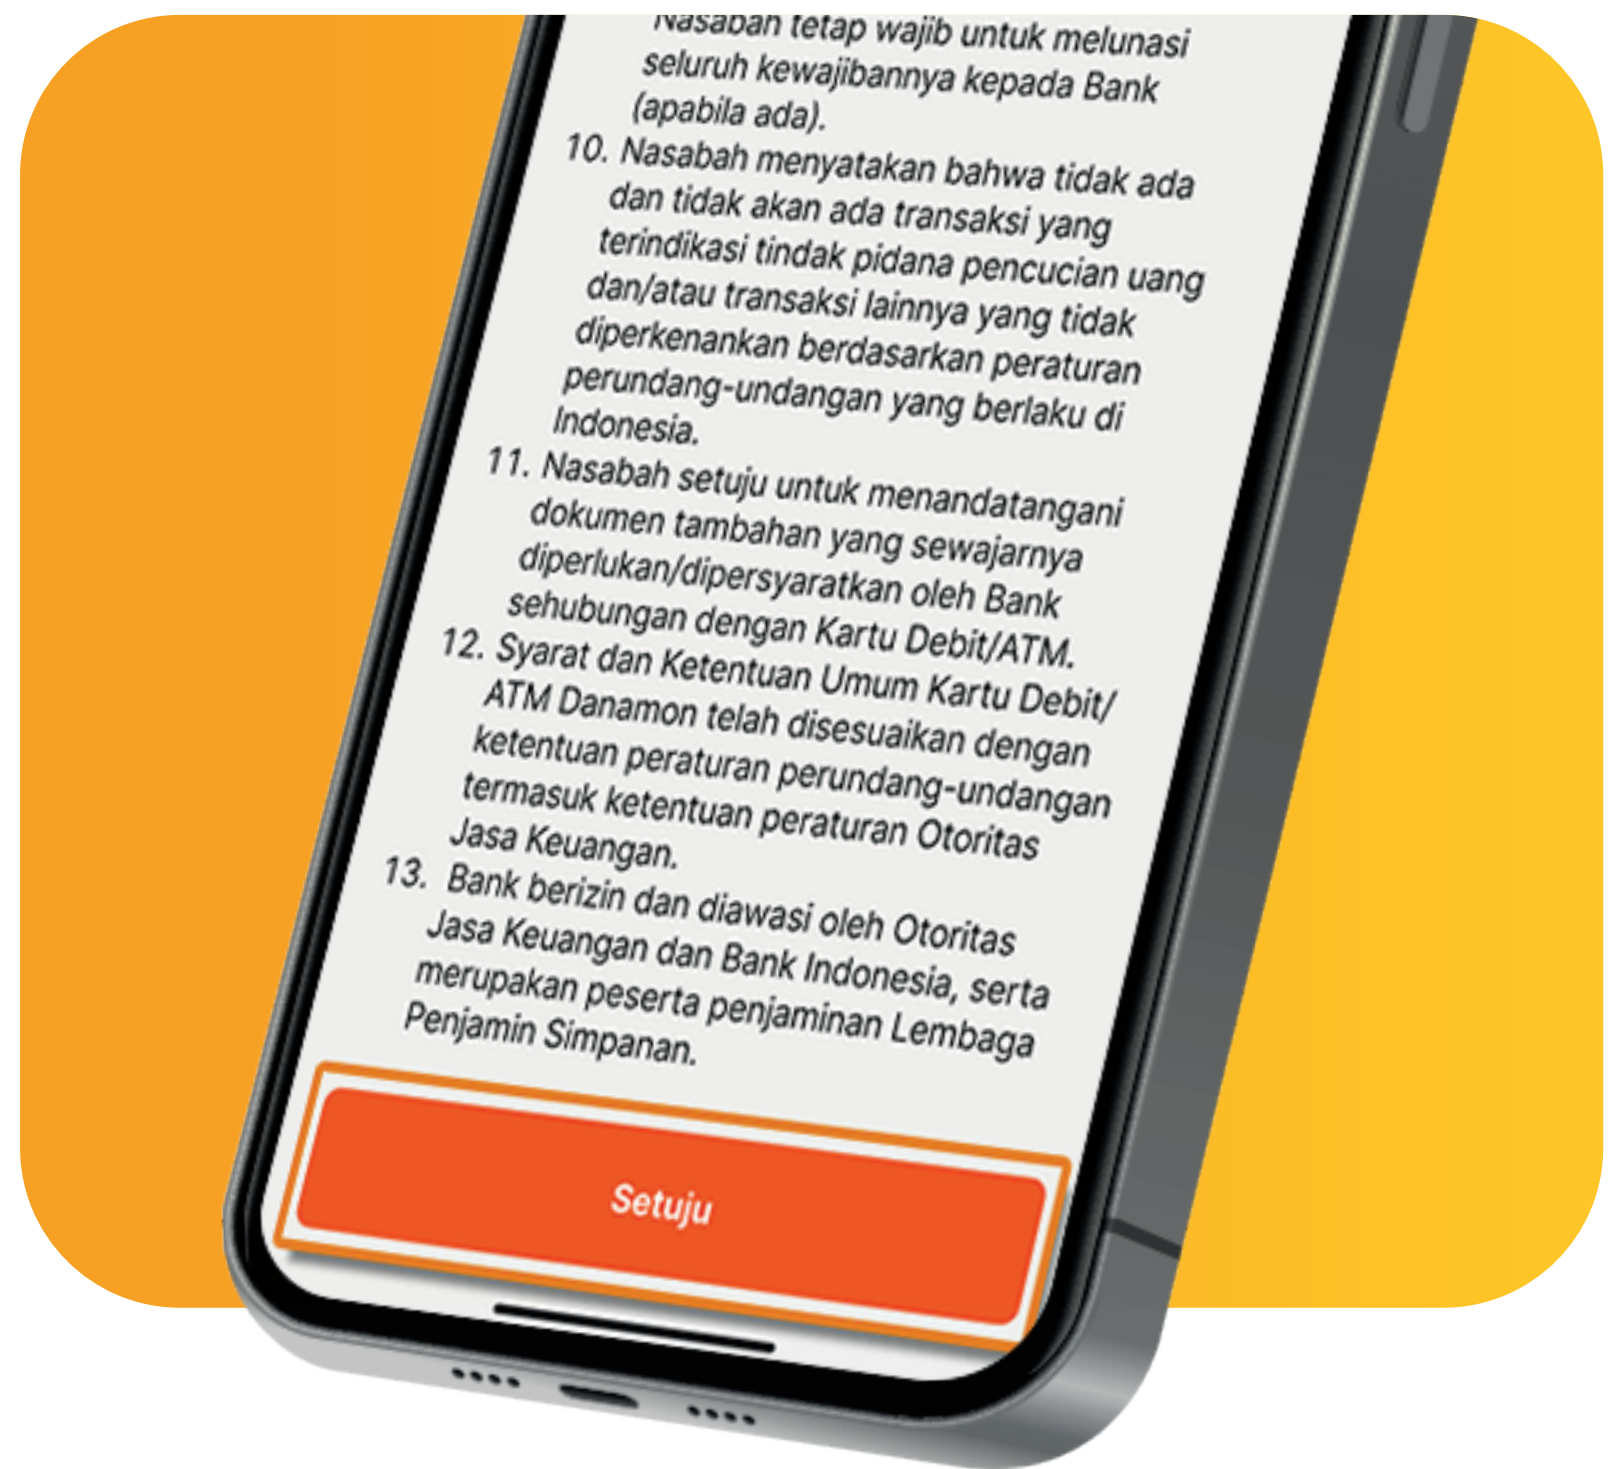 Nasabah tetap wajib untuk melunasi
seluruh kewajibannya kepada Bank
(apabila ada).
10. Nasabah menyatakan bahwa tidak ada
dan tidak akan ada transaksi yang
terindikasi tindak pidana pencucian uang
dan/atau transaksi lainnya yang tidak
diperkenankan berdasarkan peraturan
perundang-undangan yang berlaku di
Indonesia.
11. Nasabah setuju untuk menandatangani
dokumen tambahan yang sewajarnya
diperlukan/dipersyaratkan oleh Bank
sehubungan dengan Kartu Debit/ATM.
12. Syarat dan Ketentuan Umum Kartu Debit/
ATM Danamon telah disesuaikan dengan
ketentuan peraturan perundang-undangan
termasuk ketentuan peraturan Otoritas
Jasa Keuangan.
13. Bank berizin dan diawasi oleh Otoritas
Jasa Keuangan dan Bank Indonesia, serta
merupakan peserta penjaminan Lembaga
Penjamin Simpanan.
Setuju